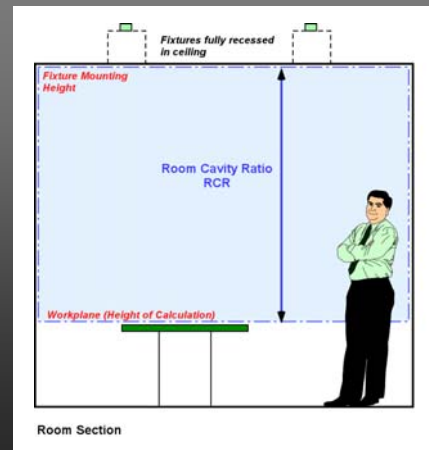 Fixtures fully recessed
in ceiling
Fixture Mounting
Height
Room Cavity Ratio
RCR
Workplane (Height of Calculation)
Room Section